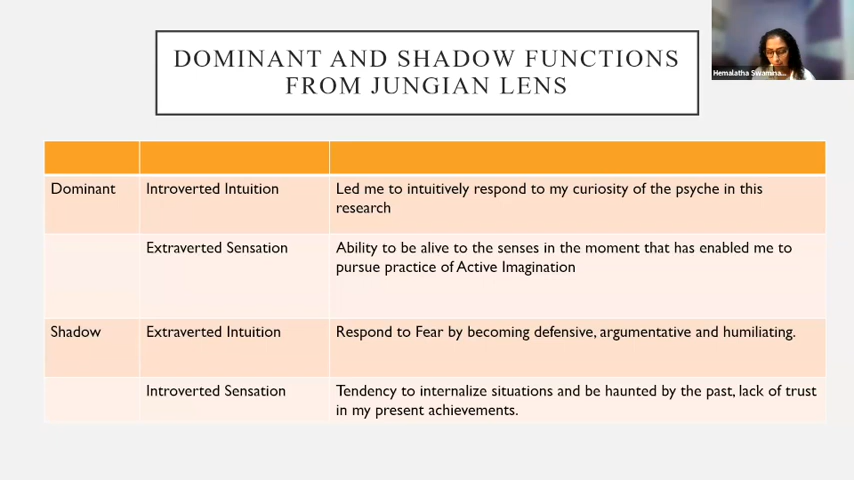 DOMINANT AND SHADOW FUNCTIONS
FROM JUNGIAN LENS
Hemalatha Swamina...
Dominant
Introverted Intuition
Led me to intuitively respond to my curiosity of the psyche in this
research
Extraverted Sensation
Ability to be alive to the senses in the moment that has enabled me to
pursue practice of Active Imagination
Shadow
Extraverted Intuition
Respond to Fear by becoming defensive, argumentative and humiliating.
Introverted Sensation
Tendency to internalize situations and be haunted by the past, lack of trust
in my present achievements.